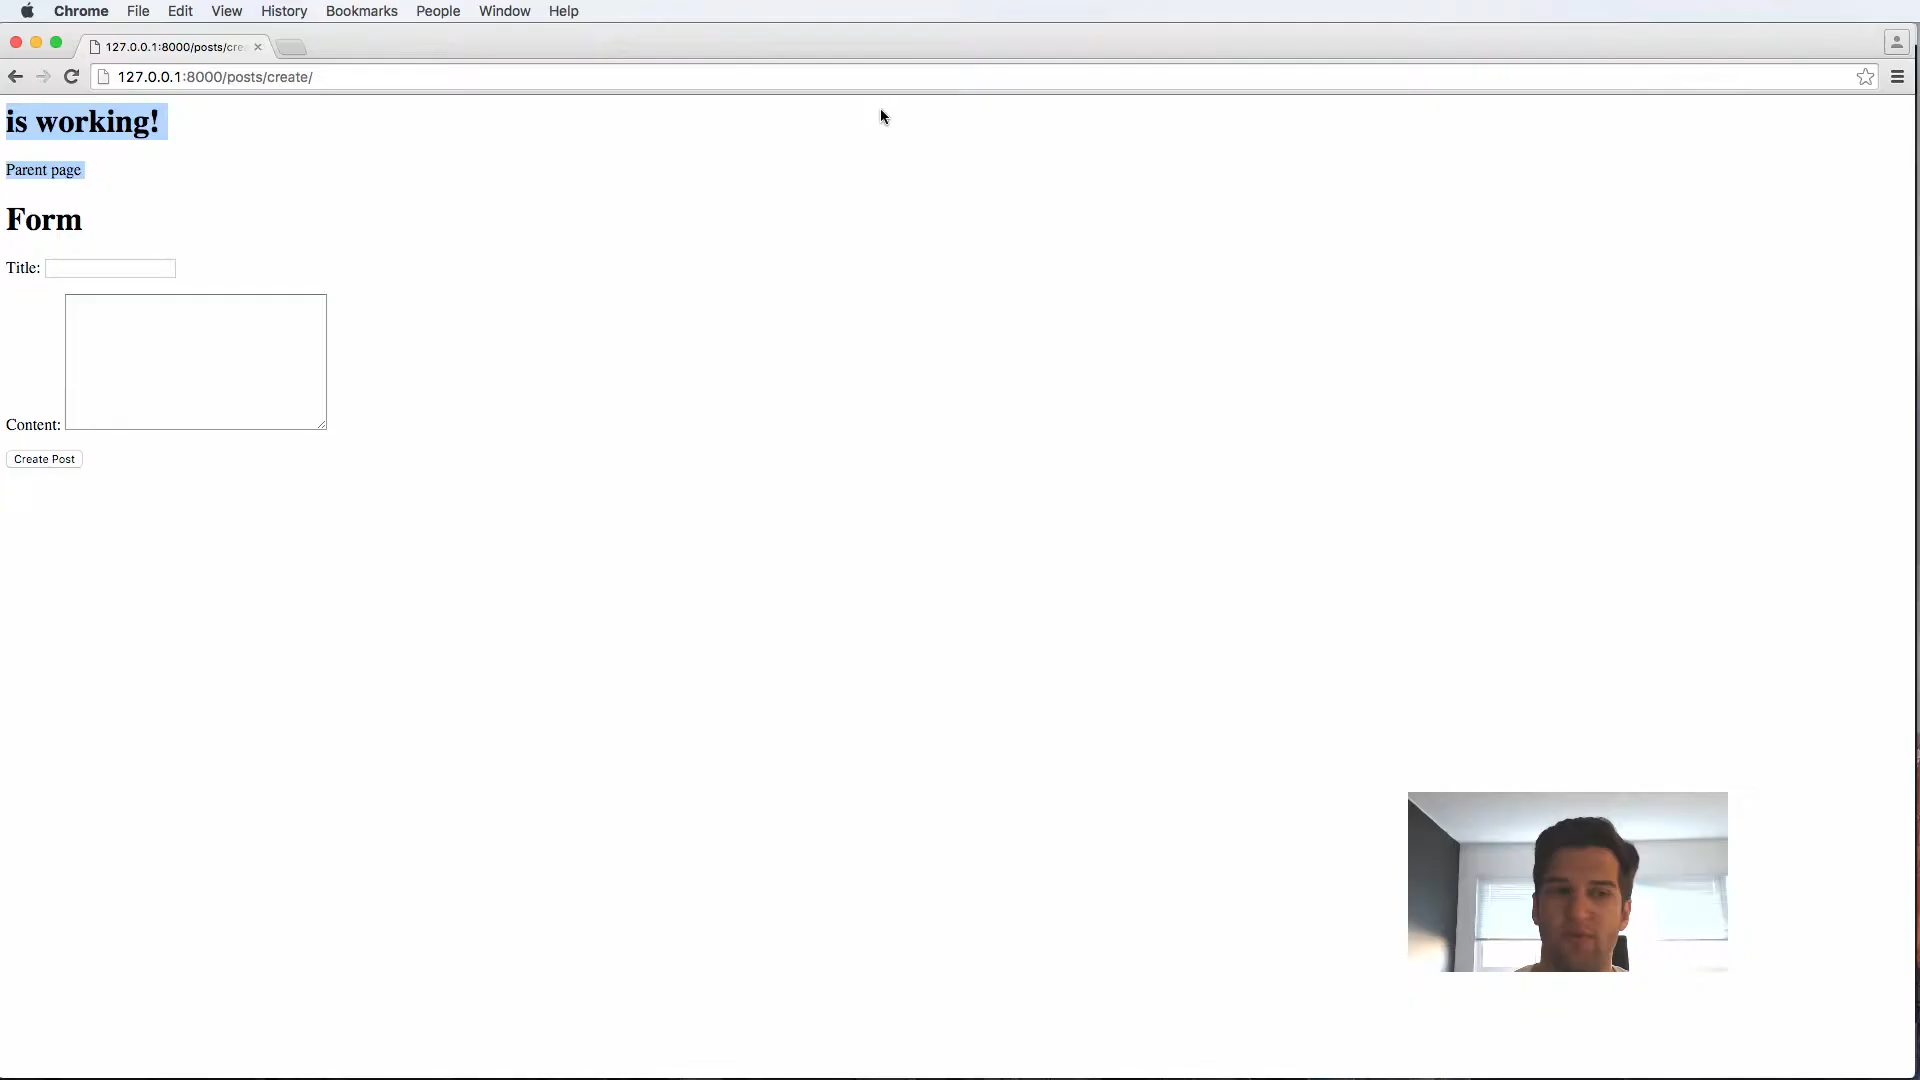 Chrome File Edit View History Bookmarks People Window Help
127.0.0.1:8000/posts/cre
127.0.0.1:8000/posts/create/
is working!
Parent page
Form
Title:
Content:
Create Post